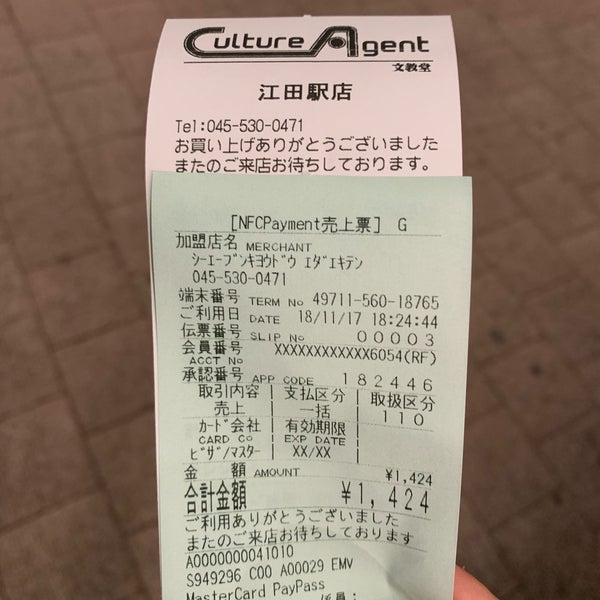 Culture Agent
文教堂
江田駅店
Tel:045-530-0471
お買い上げありがとうございました
またのご来店お待ちしております。
[NFCPayment売上票] G
加盟店名 MERCHANT
シーエーブンキヨウドウ エダエキテン
045-530-0471
端末番号 TERM No 49711-560-18765
ご利用日 DATE 18/11/17 18:24:44
伝票番号 SLIP No 00003
会員番号 XXXXXXXXXXXX6054(RF)
ACCT No
承認番号 APP CODE 182446
取引内容 支払区分 取扱区分
売上 一括 110
カード会社 有効期限
CARD CO EXP DATE
ビザ/マスター XX/XX
金 額 AMOUNT ¥1,424
合計金額 ¥1,424
ご利用ありがとうございました
またのご来店お待ちしております
A0000000041010
S949296 C00 A00029 EMV
MasterCard PayPass
係員: